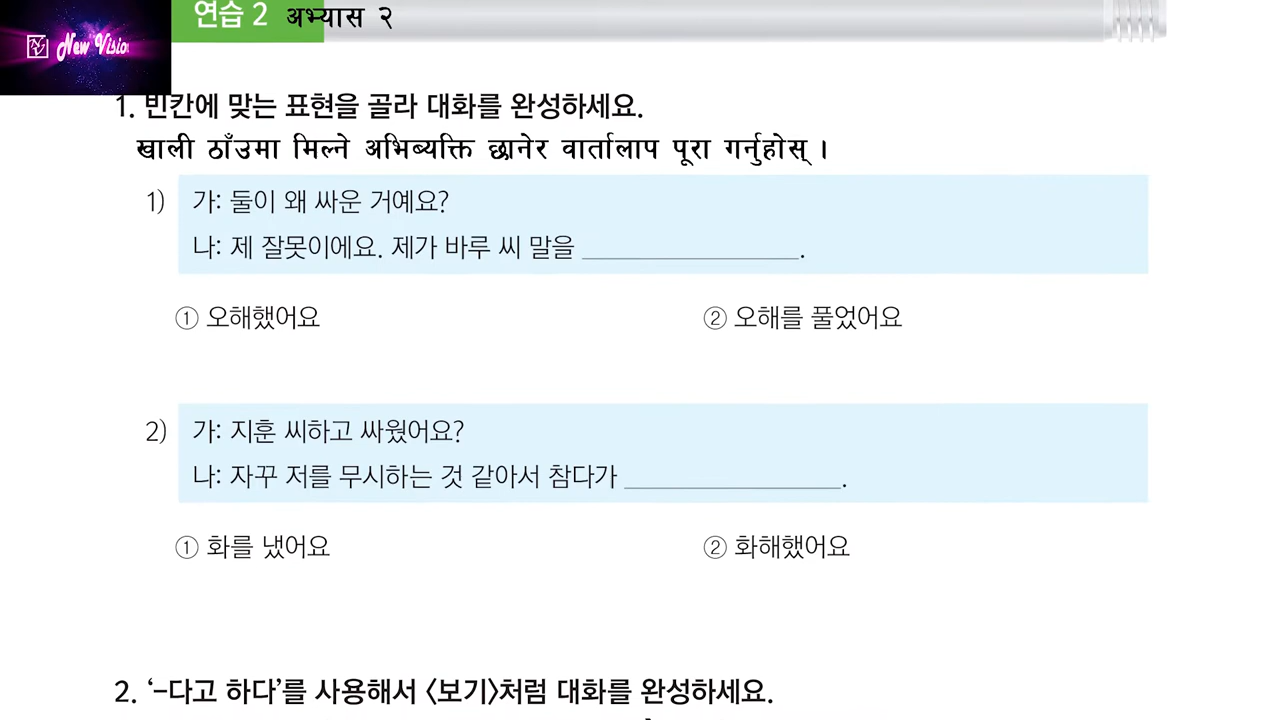 연습 2 अभ्यास २
New Vision
1. 빈칸에 맞는 표현을 골라 대화를 완성하세요.
खाली ठाँउमा मिल्ने अभिब्यक्ति छानेर वार्तालाप पूरा गर्नुहोस् ।
1) 가: 둘이 왜 싸운 거예요?
나: 제 잘못이에요. 제가 바루 씨 말을 ________________.
① 오해했어요 ② 오해를 풀었어요
2) 가: 지훈 씨하고 싸웠어요?
나: 자꾸 저를 무시하는 것 같아서 참다가 ________________.
① 화를 냈어요 ② 화해했어요
2. ‘–다고 하다’를 사용해서 〈보기〉처럼 대화를 완성하세요.